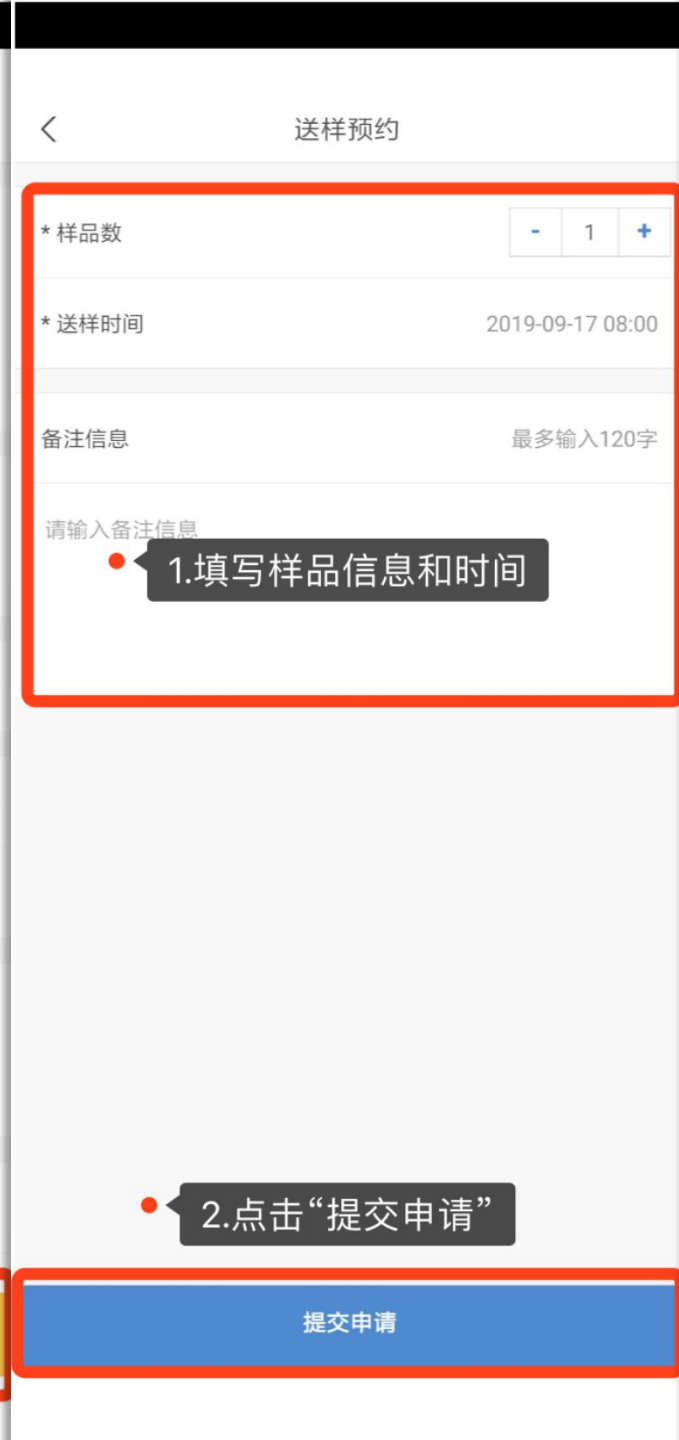 送样预约
* 样品数 - 1 +
* 送样时间 2019-09-17 08:00
备注信息 最多输入120字
请输入备注信息
1.填写样品信息和时间
2.点击“提交申请”
提交申请